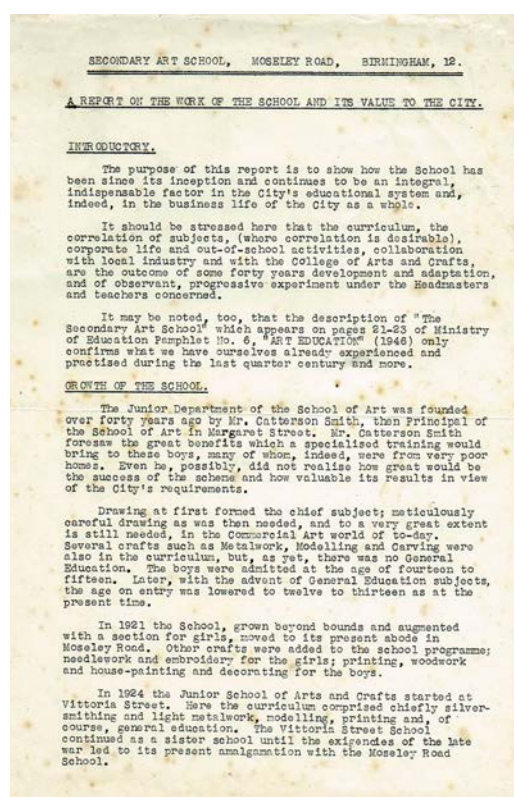 SECONDARY ART SCHOOL, MOSELEY ROAD, BIRMINGHAM, 12.
A REPORT ON THE WORK OF THE SCHOOL AND ITS VALUE TO THE CITY.
INTRODUCTORY.
The purpose of this report is to show how the School has
been since its inception and continues to be an integral,
indispensable factor in the City's educational system and,
indeed, in the business life of the City as a whole.
It should be stressed here that the curriculum, the
correlation of subjects, (where correlation is desirable),
corporate life and out-of-school activities, collaboration
with local industry and with the College of Arts and Crafts,
are the outcome of some forty years development and adaptation,
and of observant, progressive experiment under the Headmasters
and teachers concerned.
It may be noted, too, that the description of "The
Secondary Art School" which appears on pages 21-23 of Ministry
of Education Pamphlet No. 6, "ART EDUCATION" (1946) only
confirms what we have ourselves already experienced and
practised during the last quarter century and more.
GROWTH OF THE SCHOOL.
The Junior Department of the School of Art was founded
over forty years ago by Mr. Catterson Smith, then Principal of
the School of Art in Margaret Street. Mr. Catterson Smith
foresaw the great benefits which a specialised training would
bring to these boys, many of whom, indeed, were from very poor
homes. Even he, possibly, did not realise how great would be
the success of the scheme and how valuable its results in view
of the City's requirements.
Drawing at first formed the chief subject; meticulously
careful drawing as was then needed, and to a very great extent
is still needed, in the Commercial Art world of to-day.
Several crafts such as Metalwork, Modelling and Carving were
also in the curriculum, but, as yet, there was no General
Education. The boys were admitted at the age of fourteen to
fifteen. Later, with the advent of General Education subjects,
the age on entry was lowered to twelve to thirteen as at the
present time.
In 1921 the School, grown beyond bounds and augmented
with a section for girls, moved to its present abode in
Moseley Road. Other crafts were added to the school programme;
needlework and embroidery for the girls; printing, woodwork
and house-painting and decorating for the boys.
In 1924 the Junior School of Arts and Crafts started at
Vittoria Street. Here the curriculum comprised chiefly silver-
smithing and light metalwork, modelling, printing and, of
course, general education. The Vittoria Street School
continued as a sister school until the exigencies of the late
war led to its present amalgamation with the Moseley Road
School.